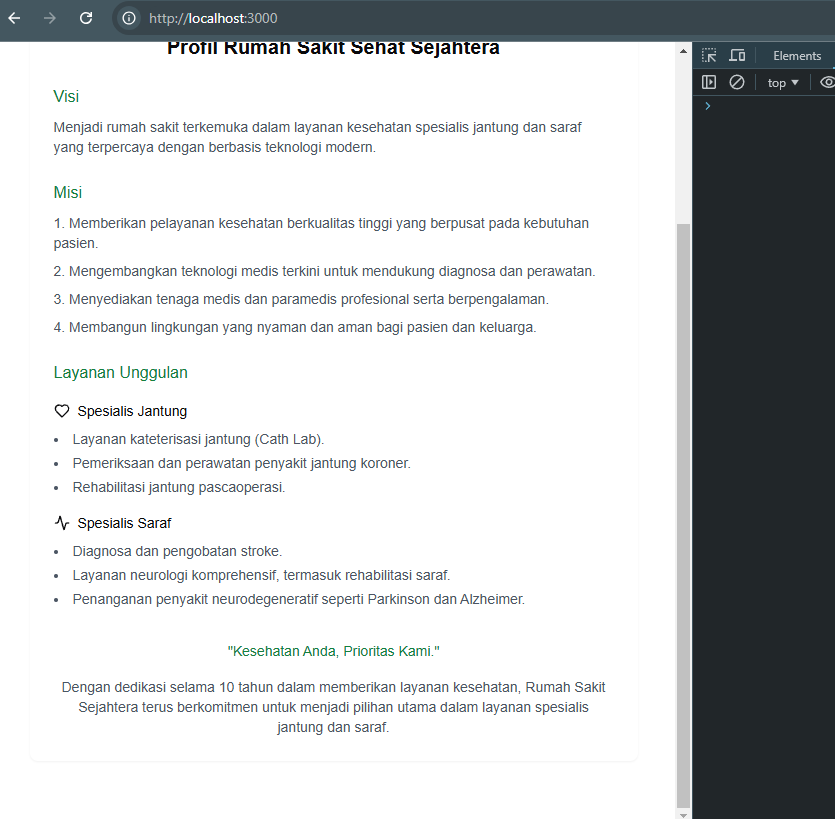 http://localhost:3000
Elements
top
Profil Rumah Sakit Sehat Sejahtera
Visi
Menjadi rumah sakit terkemuka dalam layanan kesehatan spesialis jantung dan saraf
yang terpercaya dengan berbasis teknologi modern.
Misi
1. Memberikan pelayanan kesehatan berkualitas tinggi yang berpusat pada kebutuhan
pasien.
2. Mengembangkan teknologi medis terkini untuk mendukung diagnosa dan perawatan.
3. Menyediakan tenaga medis dan paramedis profesional serta berpengalaman.
4. Membangun lingkungan yang nyaman dan aman bagi pasien dan keluarga.
Layanan Unggulan
Spesialis Jantung
• Layanan kateterisasi jantung (Cath Lab).
• Pemeriksaan dan perawatan penyakit jantung koroner.
• Rehabilitasi jantung pascaoperasi.
Spesialis Saraf
• Diagnosa dan pengobatan stroke.
• Layanan neurologi komprehensif, termasuk rehabilitasi saraf.
• Penanganan penyakit neurodegeneratif seperti Parkinson dan Alzheimer.
"Kesehatan Anda, Prioritas Kami."
Dengan dedikasi selama 10 tahun dalam memberikan layanan kesehatan, Rumah Sakit
Sejahtera terus berkomitmen untuk menjadi pilihan utama dalam layanan spesialis
jantung dan saraf.